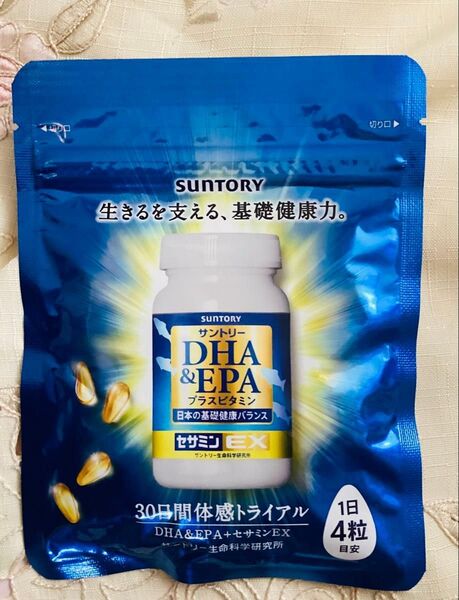 ◀切り口
切り口▶
SUNTORY
生きるを支える、基礎健康力。
SUNTORY
サントリー
DHA
&EPA
プラスビタミン
日本の基礎健康バランス
セサミンEX
サントリー生命科学研究所
30日間体感トライアル
DHA&EPA+セサミンEX
サントリー生命科学研究所
1日
4粒
目安